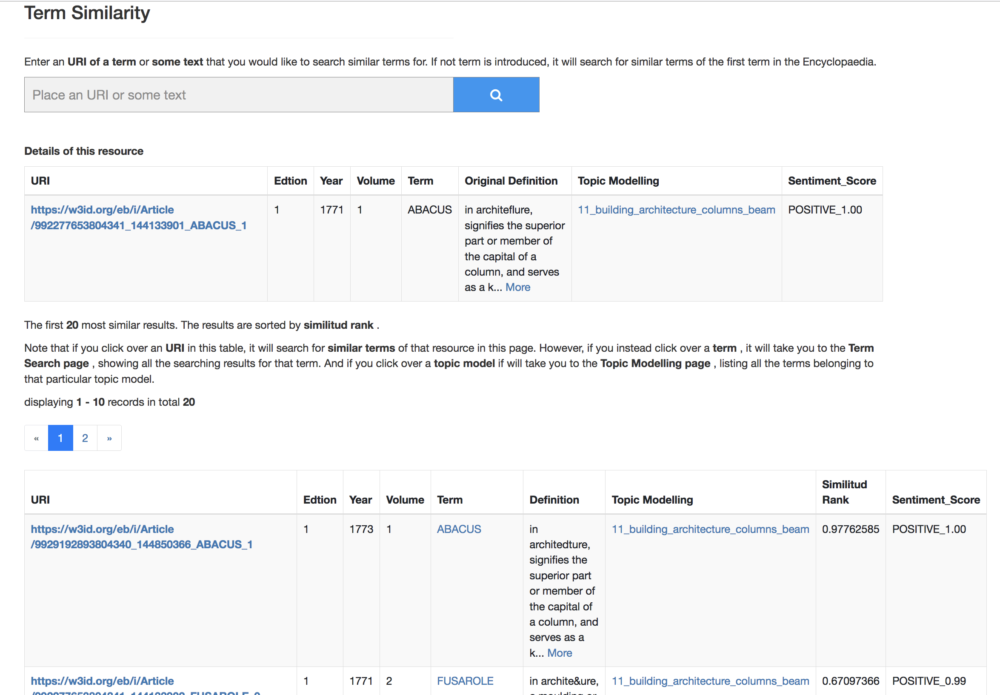 Term Similarity
Enter an URI of a term or some text that you would like to search similar terms for. If not term is introduced, it will search for similar terms of the first term in the Encyclopaedia.
Place an URI or some text
Details of this resource
URI Edtion Year Volume Term Original Definition Topic Modelling Sentiment_Score
https://w3id.org/eb/i/Article 1 1771 1 ABACUS in architeflure, 11_building_architecture_columns_beam POSITIVE_1.00
/992277653804341_144133901_ABACUS_1 signifies the superior
part or member of
the capital of a
column, and serves
as a k... More
The first 20 most similar results. The results are sorted by similitud rank .
Note that if you click over an URI in this table, it will search for similar terms of that resource in this page. However, if you instead click over a term , it will take you to the Term
Search page , showing all the searching results for that term. And if you click over a topic model if will take you to the Topic Modelling page , listing all the terms belonging to
that particular topic model.
displaying 1 - 10 records in total 20
« 1 2 »
URI Edtion Year Volume Term Definition Topic Modelling Similitud Rank Sentiment_Score
https://w3id.org/eb/i/Article 1 1773 1 ABACUS in 11_building_architecture_columns_beam 0.97762585 POSITIVE_1.00
/9929192893804340_144850366_ABACUS_1 architedture,
signifies the
superior part
or member of
the capital of
a column, and
serves as a
k... More
https://w3id.org/eb/i/Article 1 1771 2 FUSAROLE in archite&ure, 11_building_architecture_columns_beam 0.67097366 POSITIVE_0.99